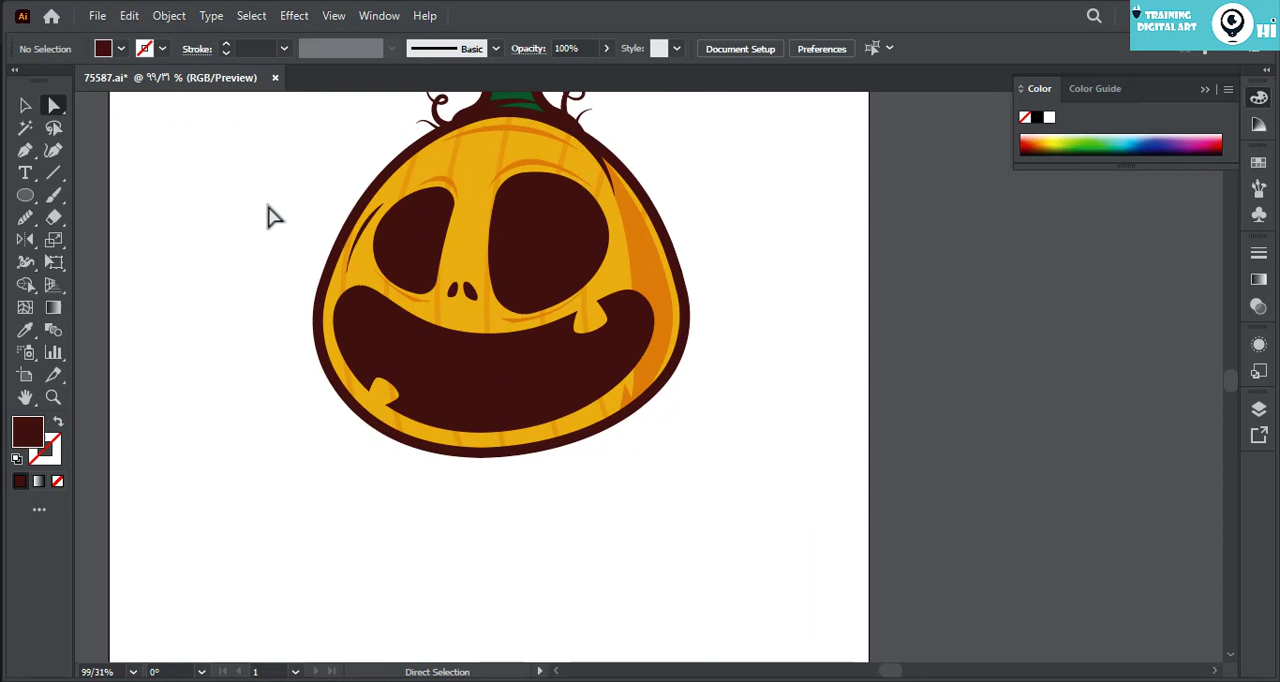 TRAINING
DIGITAL ART
Hi
Ai File Edit Object Type Select Effect View Window Help
No Selection Stroke: Basic Opacity: 100% Style: Document Setup Preferences
75587.ai* @ ٩٩/٣١ % (RGB/Preview) ×
Color Color Guide
99/31% 0° 1 Direct Selection